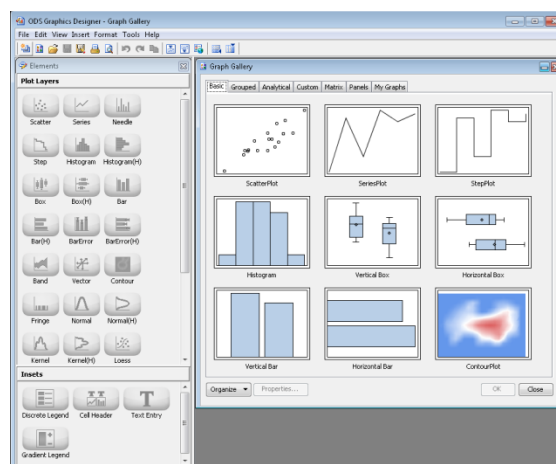 ODS Graphics Designer - Graph Gallery
File Edit View Insert Format Tools Help
Elements
Plot Layers
Scatter Series Needle
Step Histogram Histogram(H)
Box Box(H) Bar
Bar(H) BarError BarError(H)
Band Vector Contour
Fringe Normal Normal(H)
Kernel Kernel(H) Loess
Insets
Discrete Legend Cell Header Text Entry
Gradient Legend
Graph Gallery
Basic Grouped Analytical Custom Matrix Panels My Graphs
ScatterPlot SeriesPlot StepPlot
Histogram Vertical Box Horizontal Box
Vertical Bar Horizontal Bar ContourPlot
Organize Properties... OK Close